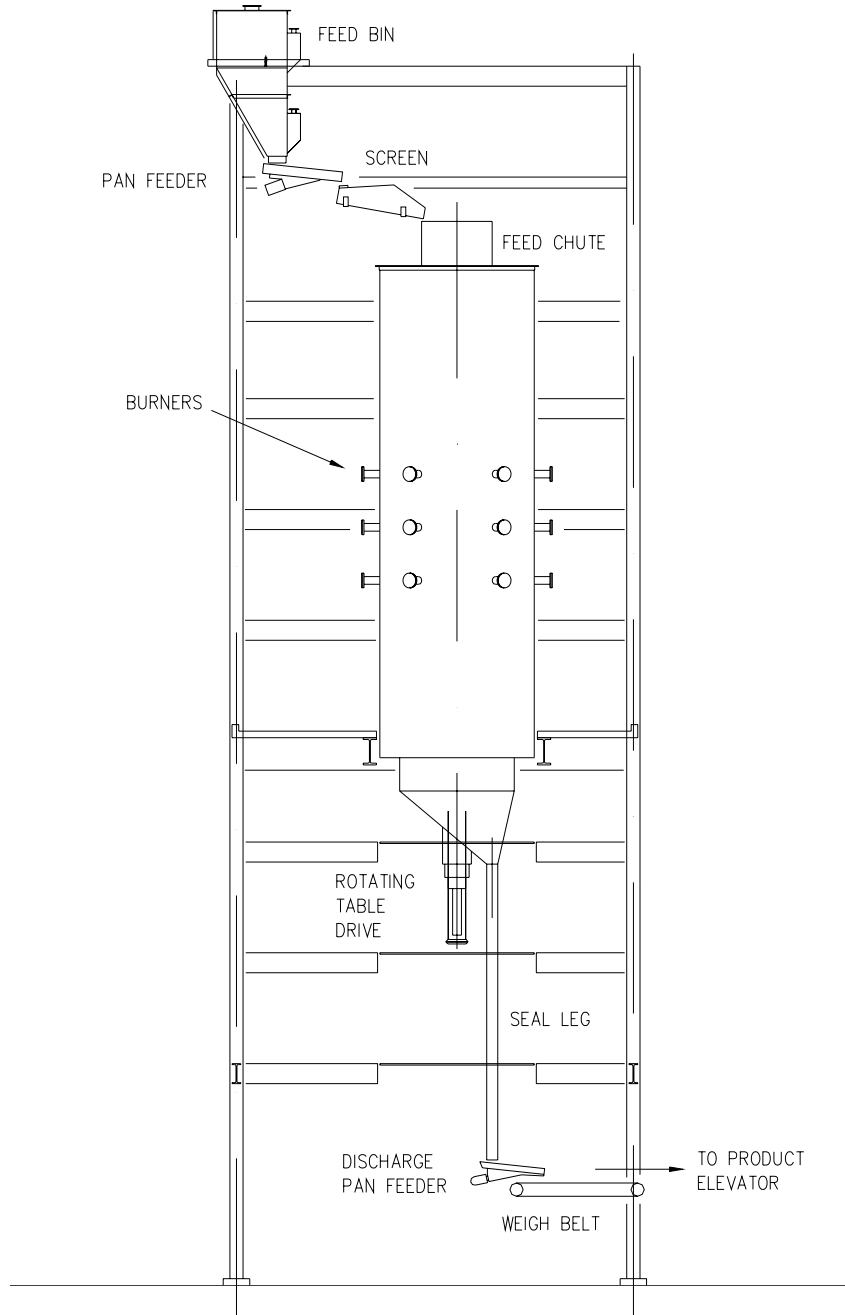 FEED BIN
SCREEN
PAN FEEDER
FEED CHUTE
BURNERS
ROTATING
TABLE
DRIVE
SEAL LEG
DISCHARGE
PAN FEEDER
TO PRODUCT
ELEVATOR
WEIGH BELT